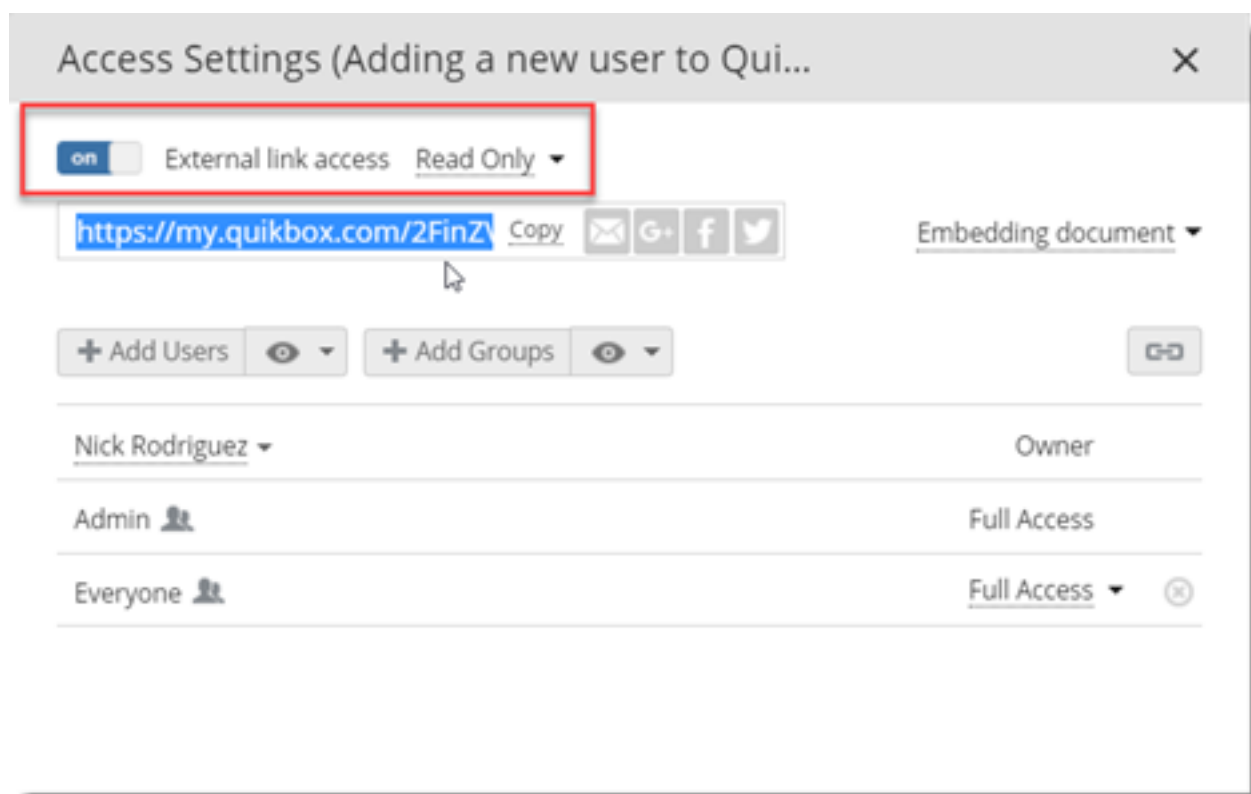 Access Settings (Adding a new user to Qui...
on External link access Read Only
https://my.quikbox.com/2FinZ Copy G+ f Embedding document
+ Add Users + Add Groups
Nick Rodriguez Owner
Admin Full Access
Everyone Full Access